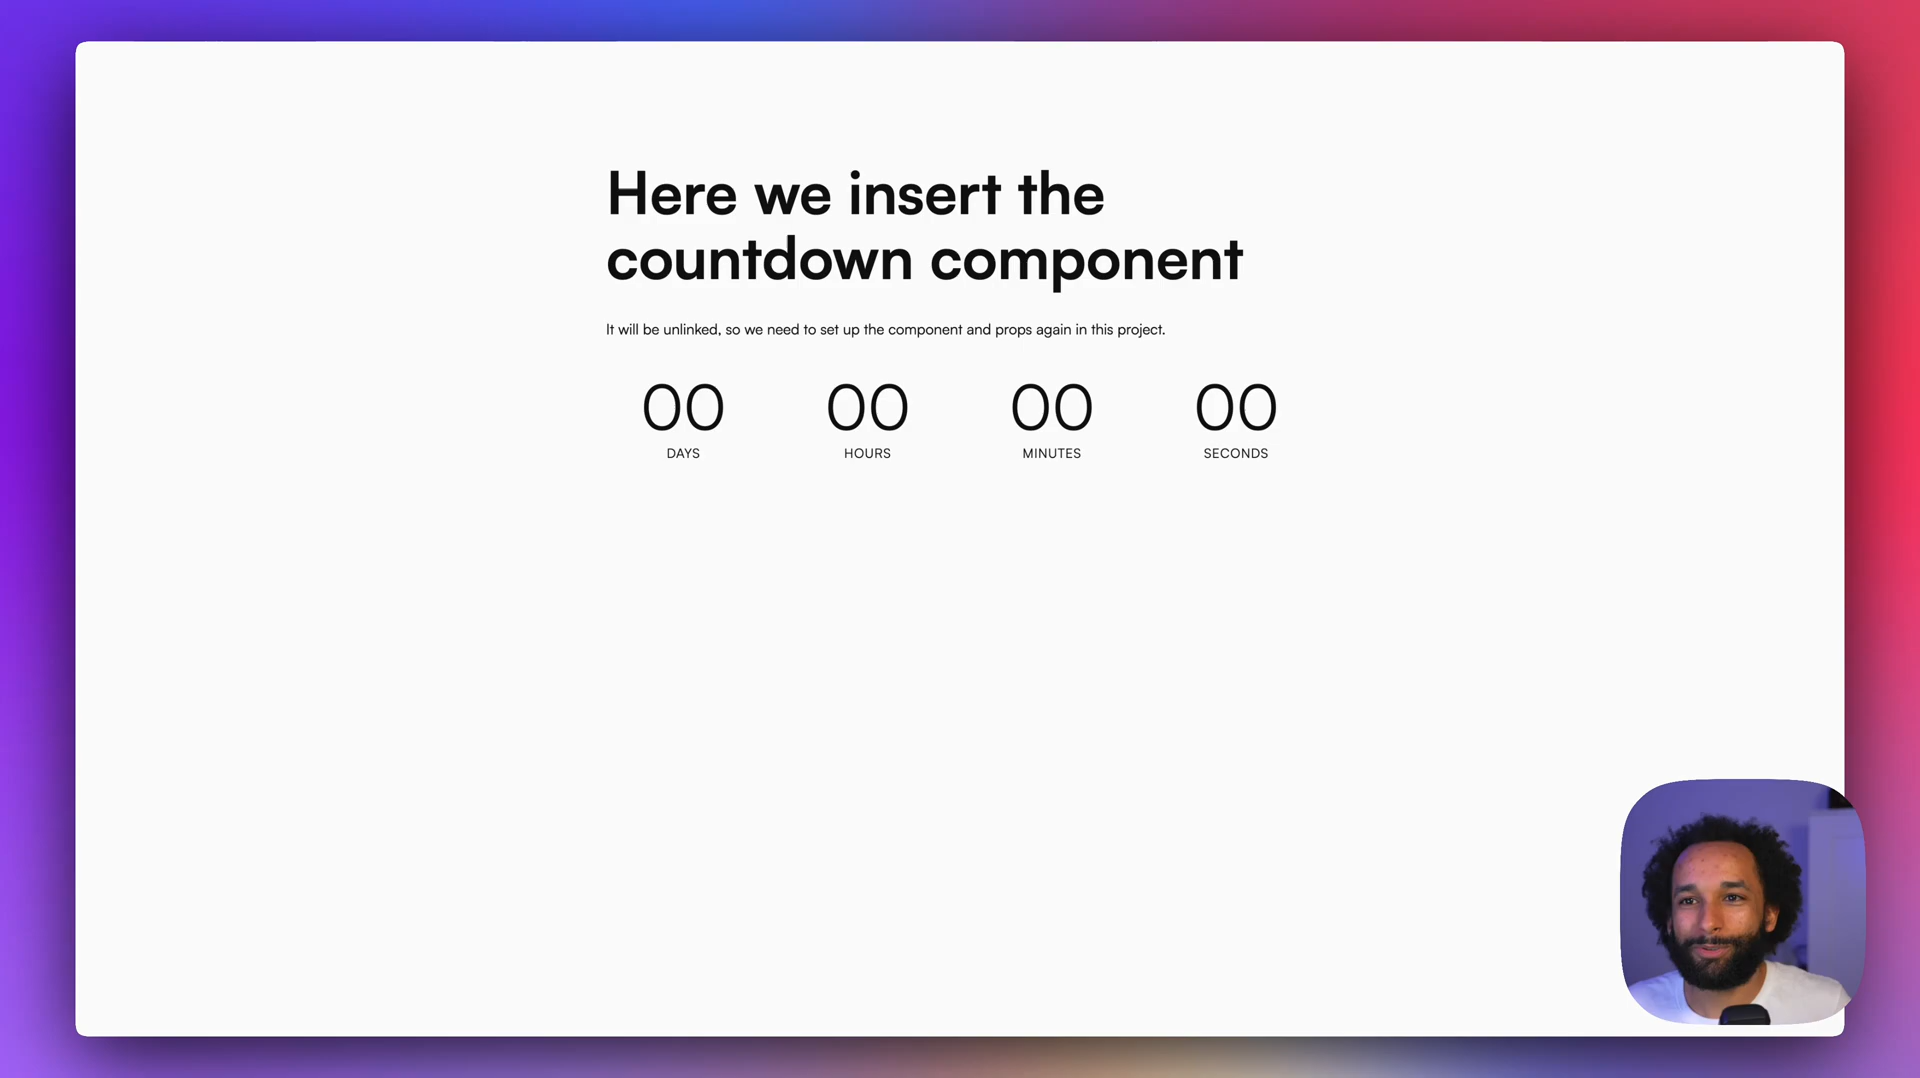 Here we insert the
countdown component
It will be unlinked, so we need to set up the component and props again in this project.
00 00 00 00
DAYS HOURS MINUTES SECONDS